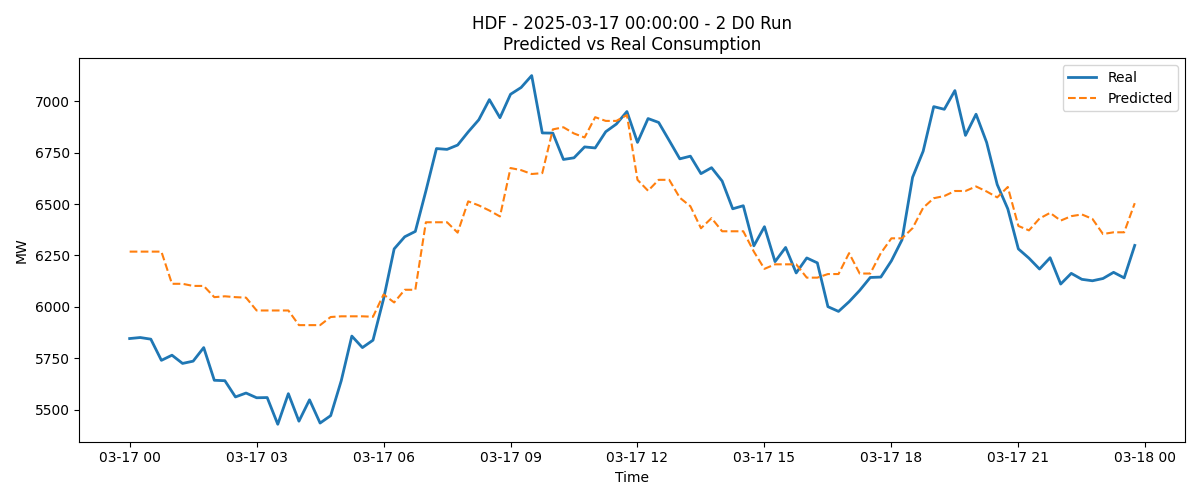 HDF - 2025-03-17 00:00:00 - 2 D0 Run
Predicted vs Real Consumption
Real
Predicted
MW
7000
6750
6500
6250
6000
5750
5500
03-17 00
03-17 03
03-17 06
03-17 09
03-17 12
03-17 15
03-17 18
03-17 21
03-18 00
Time